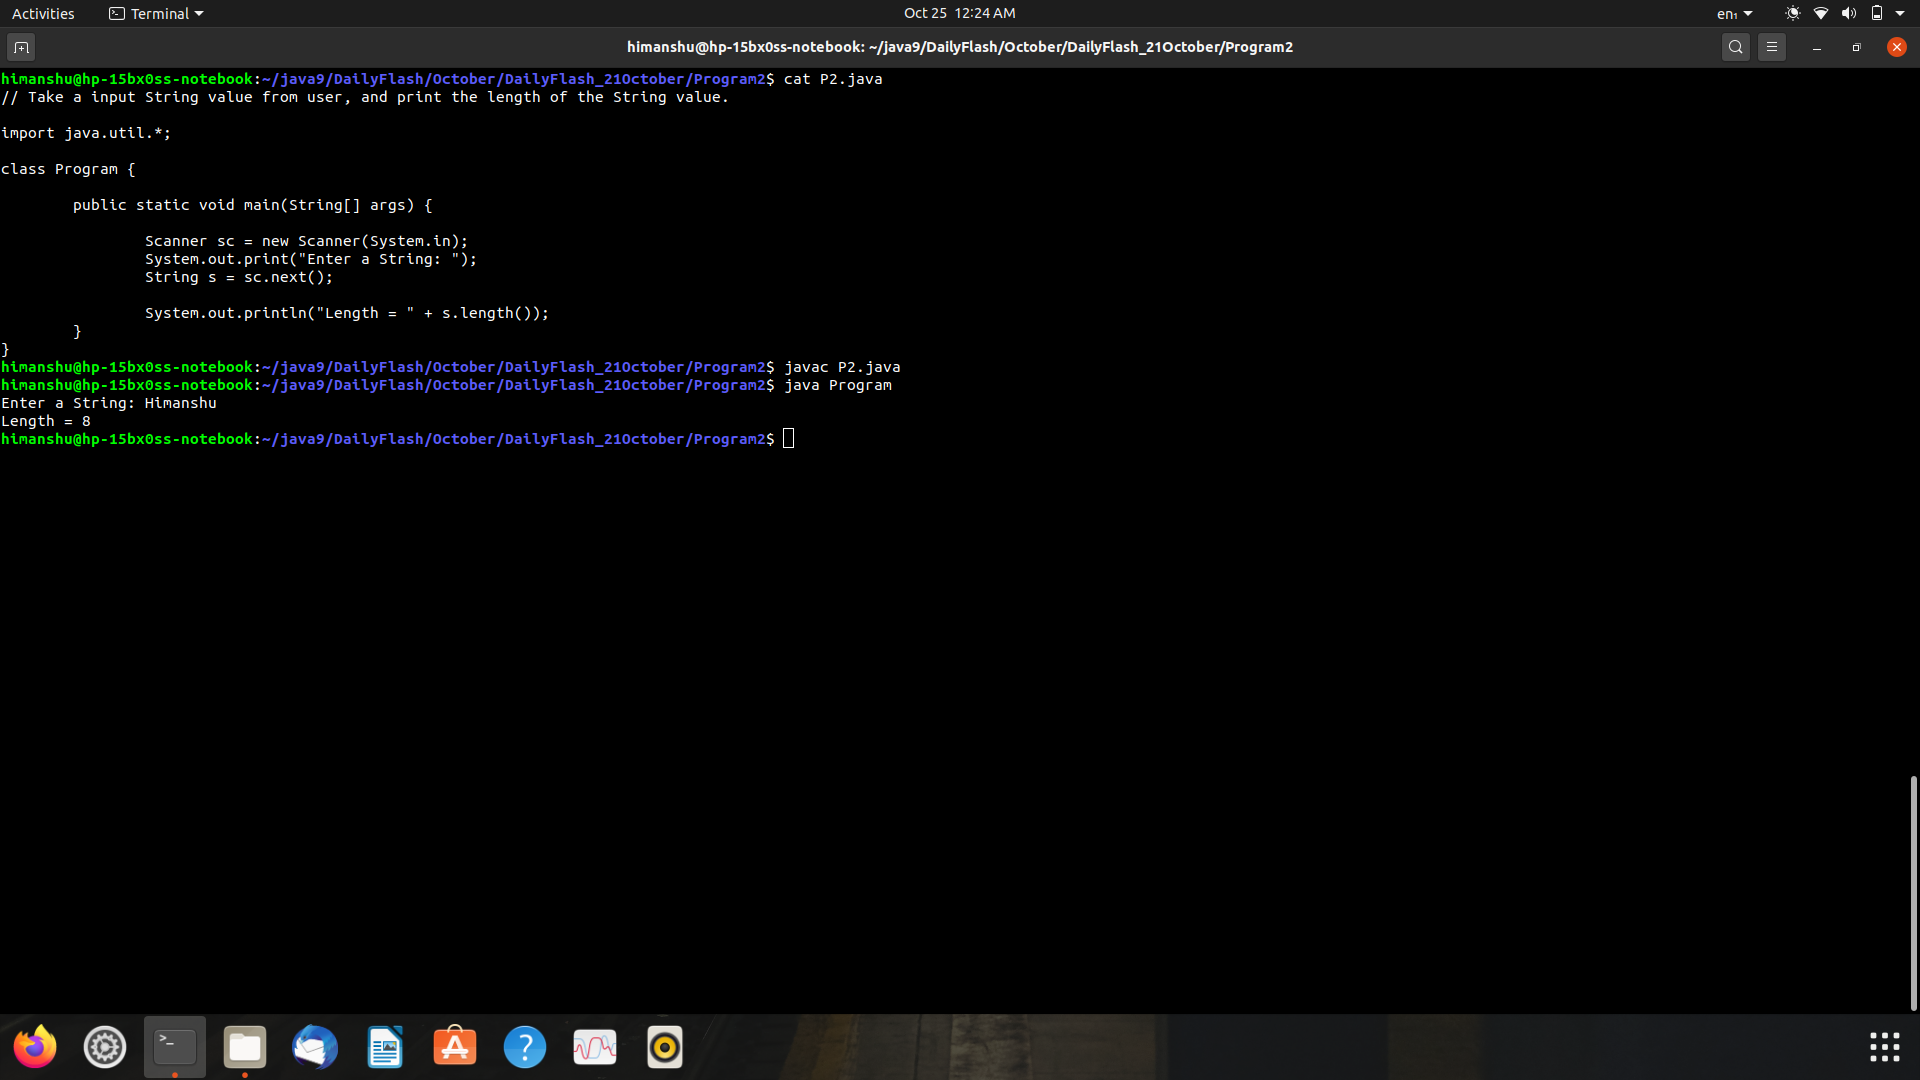 Activities
Terminal
Oct 25 12:24 AM
en₁
himanshu@hp-15bx0ss-notebook: ~/java9/DailyFlash/October/DailyFlash_21October/Program2
himanshu@hp-15bx0ss-notebook:~/java9/DailyFlash/October/DailyFlash_21October/Program2$ cat P2.java
// Take a input String value from user, and print the length of the String value.
import java.util.*;
class Program {
public static void main(String[] args) {
Scanner sc = new Scanner(System.in);
System.out.print("Enter a String: ");
String s = sc.next();
System.out.println("Length = " + s.length());
}
}
himanshu@hp-15bx0ss-notebook:~/java9/DailyFlash/October/DailyFlash_21October/Program2$ javac P2.java
himanshu@hp-15bx0ss-notebook:~/java9/DailyFlash/October/DailyFlash_21October/Program2$ java Program
Enter a String: Himanshu
Length = 8
himanshu@hp-15bx0ss-notebook:~/java9/DailyFlash/October/DailyFlash_21October/Program2$